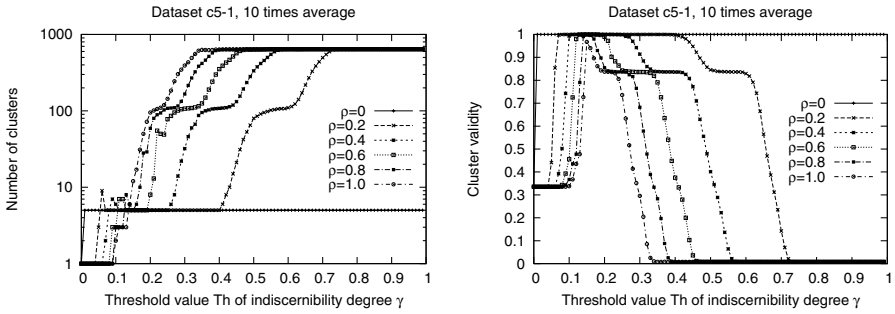 Dataset c5-1, 10 times average
Number of clusters
1000
100
10
1
0 0.1 0.2 0.3 0.4 0.5 0.6 0.7 0.8 0.9 1
Threshold value Th of indiscernibility degree γ
ρ=0
ρ=0.2
ρ=0.4
ρ=0.6
ρ=0.8
ρ=1.0
Dataset c5-1, 10 times average
Cluster validity
1
0.9
0.8
0.7
0.6
0.5
0.4
0.3
0.2
0.1
0
0 0.1 0.2 0.3 0.4 0.5 0.6 0.7 0.8 0.9 1
Threshold value Th of indiscernibility degree γ
ρ=0
ρ=0.2
ρ=0.4
ρ=0.6
ρ=0.8
ρ=1.0